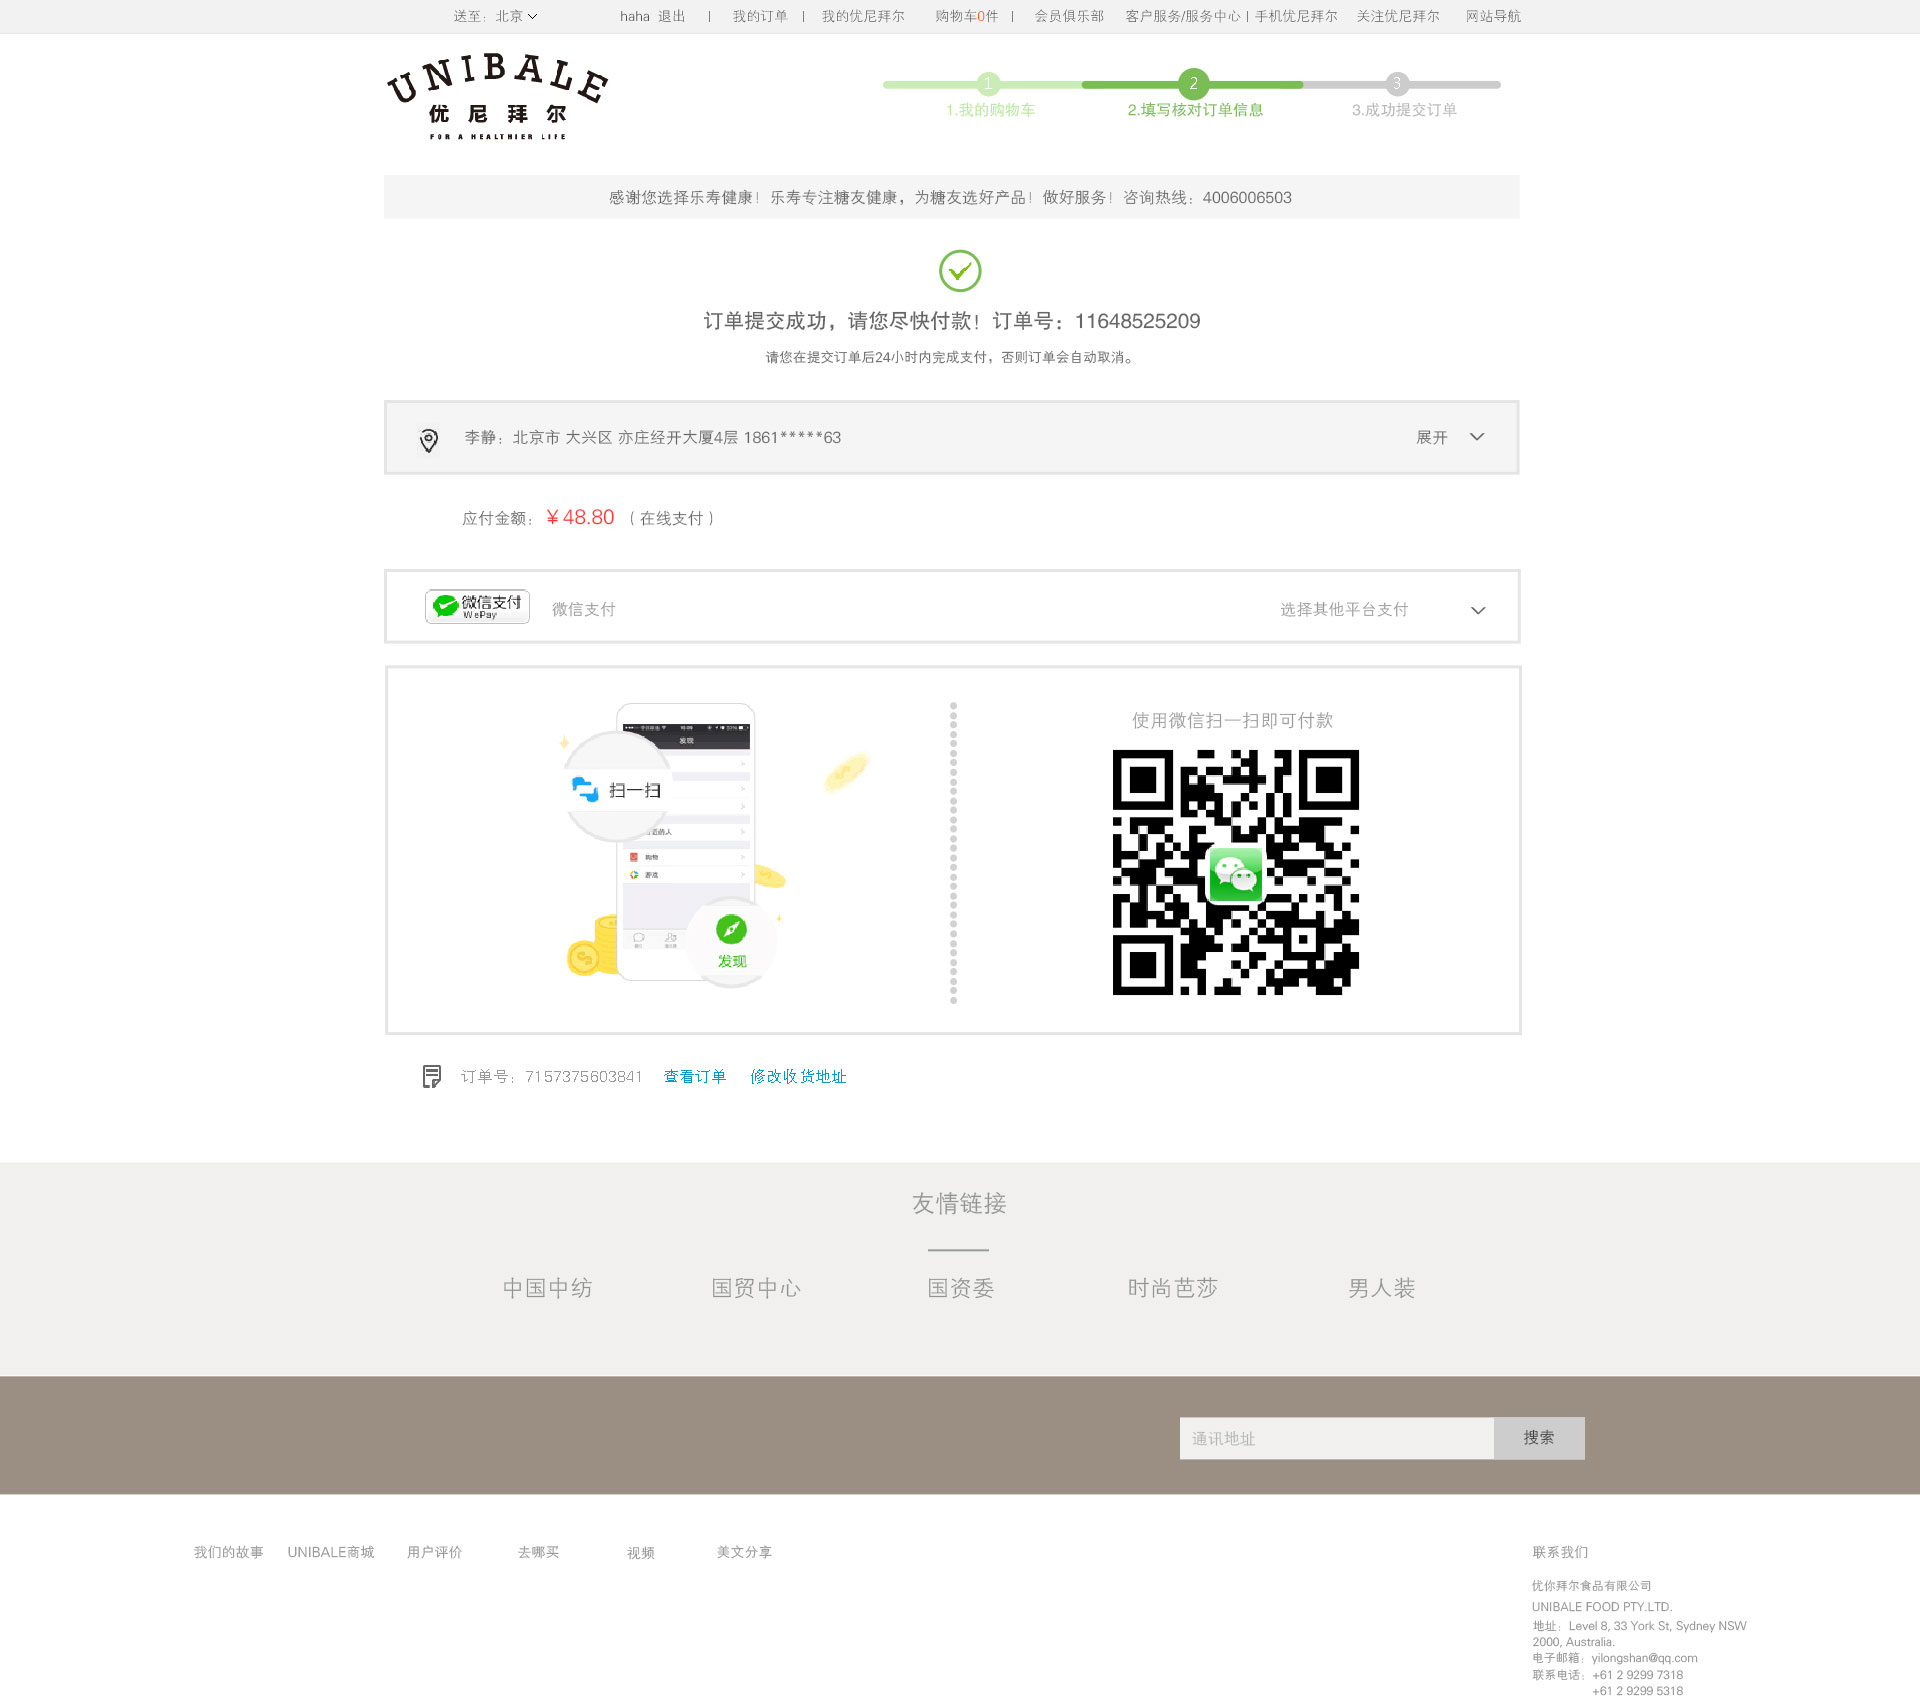 送至：北京 haha 退出 | 我的订单 | 我的优尼拜尔 购物车0件 | 会员俱乐部 客户服务/服务中心 | 手机优尼拜尔 关注优尼拜尔 网站导航
UNIBALE
优尼拜尔
FOR A HEALTHIER LIFE
1 2 3
1.我的购物车 2.填写核对订单信息 3.成功提交订单
感谢您选择乐寿健康！乐寿专注糖友健康，为糖友选好产品！做好服务！咨询热线：4006006503
订单提交成功，请您尽快付款！订单号：11648525209
请您在提交订单后24小时内完成支付，否则订单会自动取消。
李静：北京市 大兴区 亦庄经开大厦4层 1861*****63 展开
应付金额：￥48.80 （在线支付）
微信支付
WePay
微信支付 选择其他平台支付
使用微信扫一扫即可付款
发现
扫一扫
的人
购物
游戏
发现
订单号：7157375603841 查看订单 修改收货地址
友情链接
中国中纺 国贸中心 国资委 时尚芭莎 男人装
通讯地址 搜索
我们的故事 UNIBALE商城 用户评价 去哪买 视频 美文分享
联系我们
优你拜尔食品有限公司
UNIBALE FOOD PTY.LTD.
地址：Level 8, 33 York St, Sydney NSW
2000, Australia.
电子邮箱：yilongshan@qq.com
联系电话：+61 2 9299 7318
+61 2 9299 5318